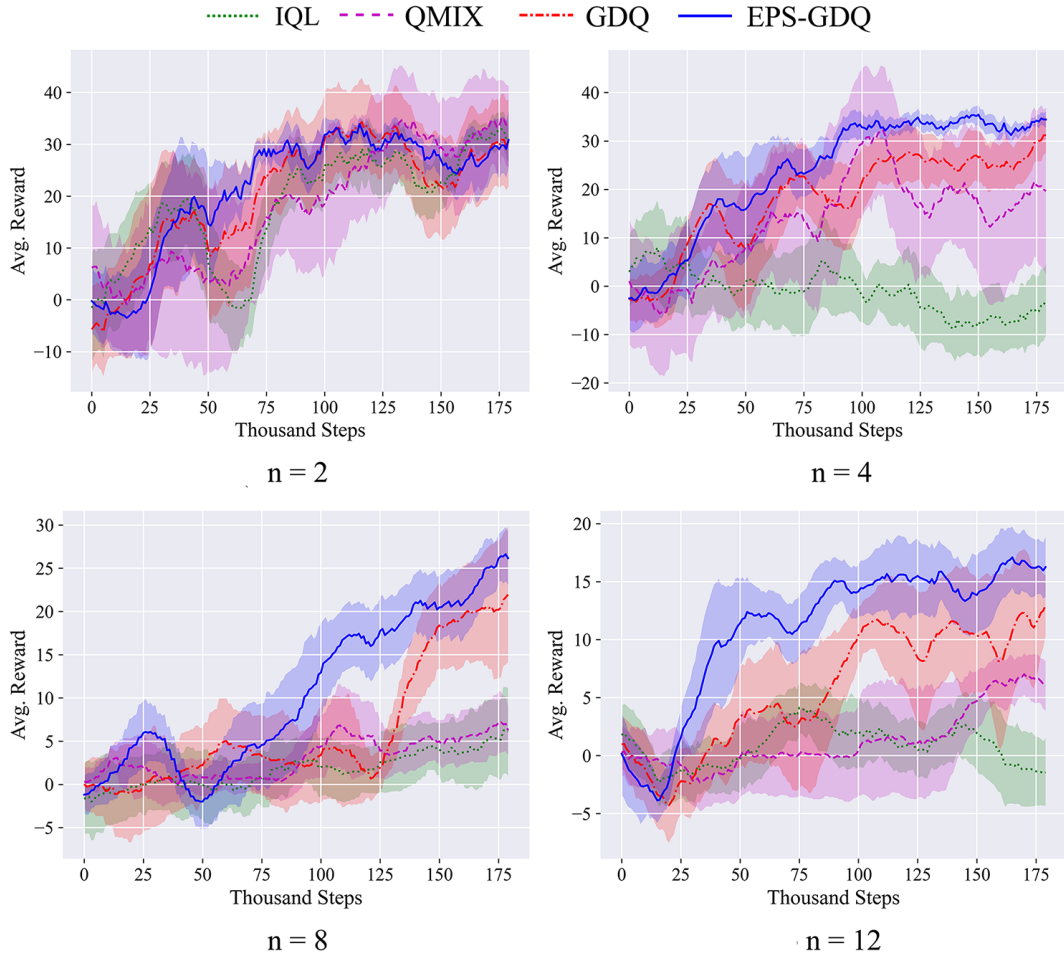 IQL QMIX GDQ EPS-GDQ
40
30
20
10
0
−10
Avg. Reward
0 25 50 75 100 125 150 175
Thousand Steps
n = 2
40
30
20
10
0
−10
−20
Avg. Reward
0 25 50 75 100 125 150 175
Thousand Steps
n = 4
30
25
20
15
10
5
0
−5
Avg. Reward
0 25 50 75 100 125 150 175
Thousand Steps
n = 8
20
15
10
5
0
−5
Avg. Reward
0 25 50 75 100 125 150 175
Thousand Steps
n = 12